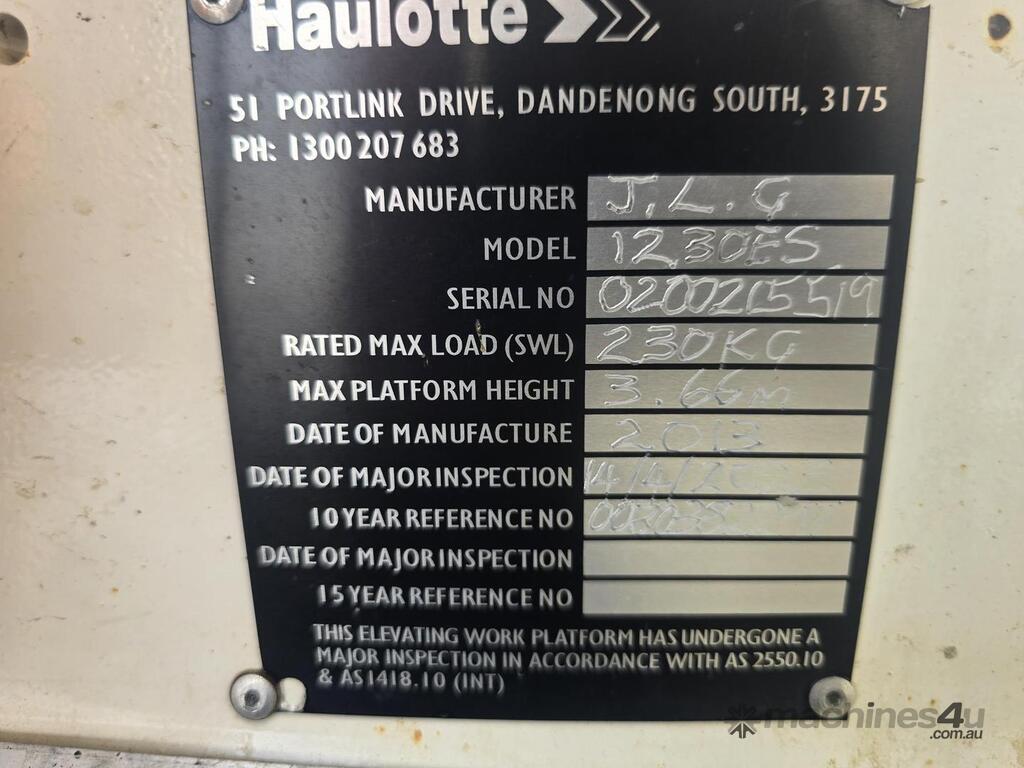 Haulotte
51 PORTLINK DRIVE, DANDENONG SOUTH, 3175
PH: 1300 207 683
MANUFACTURER J.L.G
MODEL 1230ES
SERIAL NO
RATED MAX LOAD (SWL) 230KG
MAX PLATFORM HEIGHT 3.66m
DATE OF MANUFACTURE 2013
DATE OF MAJOR INSPECTION
10 YEAR REFERENCE NO
DATE OF MAJOR INSPECTION
15 YEAR REFERENCE NO
THIS ELEVATING WORK PLATFORM HAS UNDERGONE A
MAJOR INSPECTION IN ACCORDANCE WITH AS 2550.10
& AS1418.10 (INT)
machines4u
.com.au